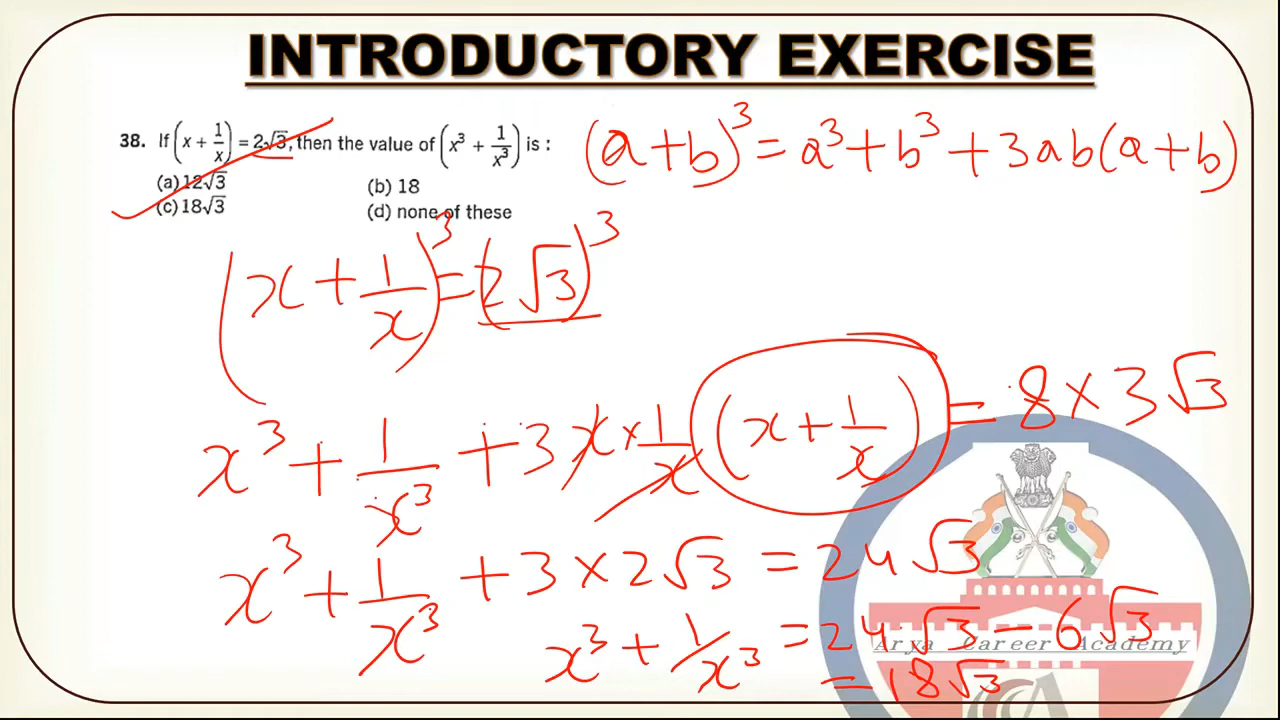 INTRODUCTORY EXERCISE
38. If (x + 1/x) = 2√3, then the value of (x³ + 1/x³) is :
(a) 12√3 (b) 18
(c) 18√3 (d) none of these
(a+b)³ = a³+b³ +3ab(a+b)
(x + 1/x)³ = (2√3)³
x³ + 1/x³ + 3x × 1/x (x + 1/x) = 8 × 3√3
x³ + 1/x³ + 3 × 2√3 = 24√3
x³ + 1/x³ = 24√3 − 6√3
Arya Career Academy
= 18√3